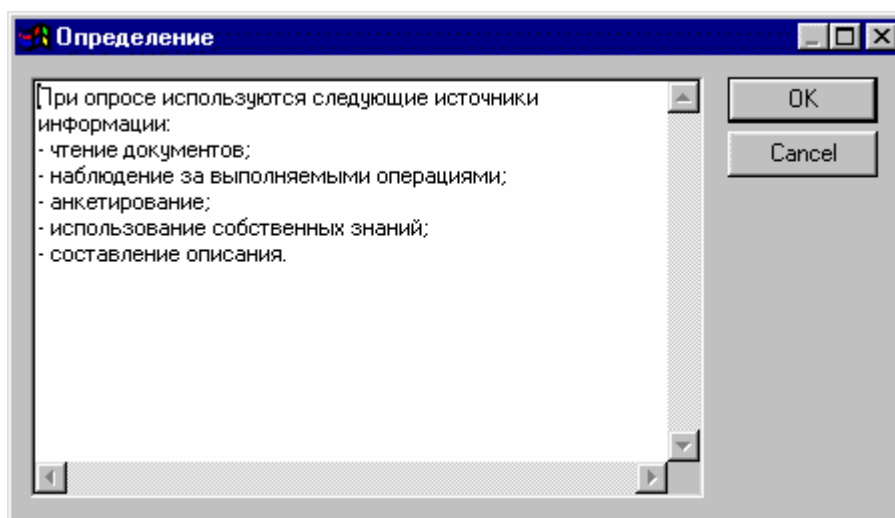 Определение
При опросе используются следующие источники
информации:
- чтение документов;
- наблюдение за выполняемыми операциями;
- анкетирование;
- использование собственных знаний;
- составление описания.
OK
Cancel